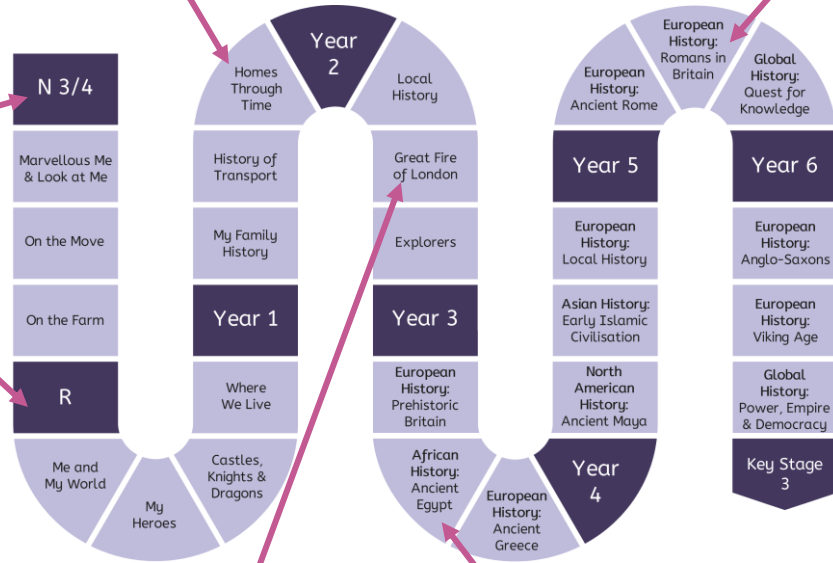 N 3/4
Marvellous Me
& Look at Me
On the Move
On the Farm
R
Me and
My World
My
Heroes
Castles,
Knights &
Dragons
Where
We Live
Year 1
My Family
History
History of
Transport
Homes
Through
Time
Year
2
Local
History
Great Fire
of London
Explorers
Year 3
European
History:
Prehistoric
Britain
African
History:
Ancient
Egypt
European
History:
Ancient
Greece
Year
4
North
American
History:
Ancient Maya
Asian History:
Early Islamic
Civilisation
European
History:
Local History
Year 5
European
History:
Ancient Rome
European
History:
Romans in
Britain
Global
History:
Quest for
Knowledge
Year 6
European
History:
Anglo-Saxons
European
History:
Viking Age
Global
History:
Power, Empire
& Democracy
Key Stage
3